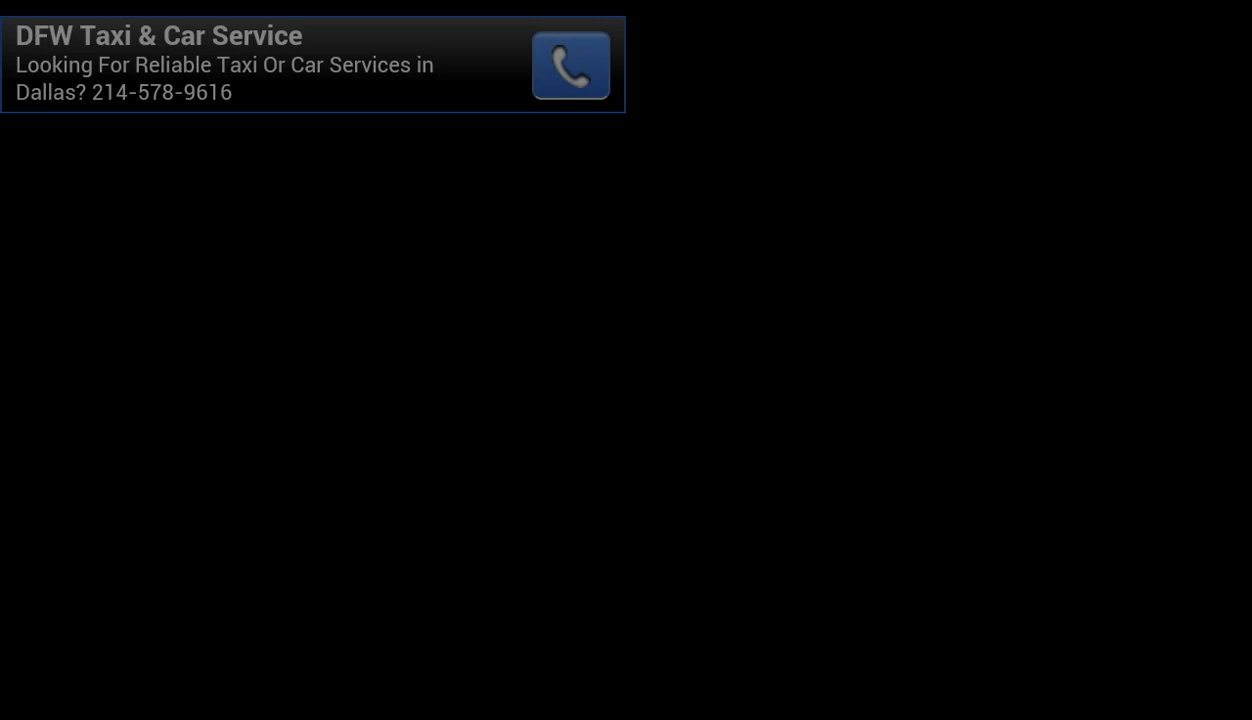 DFW Taxi & Car Service
Looking For Reliable Taxi Or Car Services in
Dallas? 214-578-9616